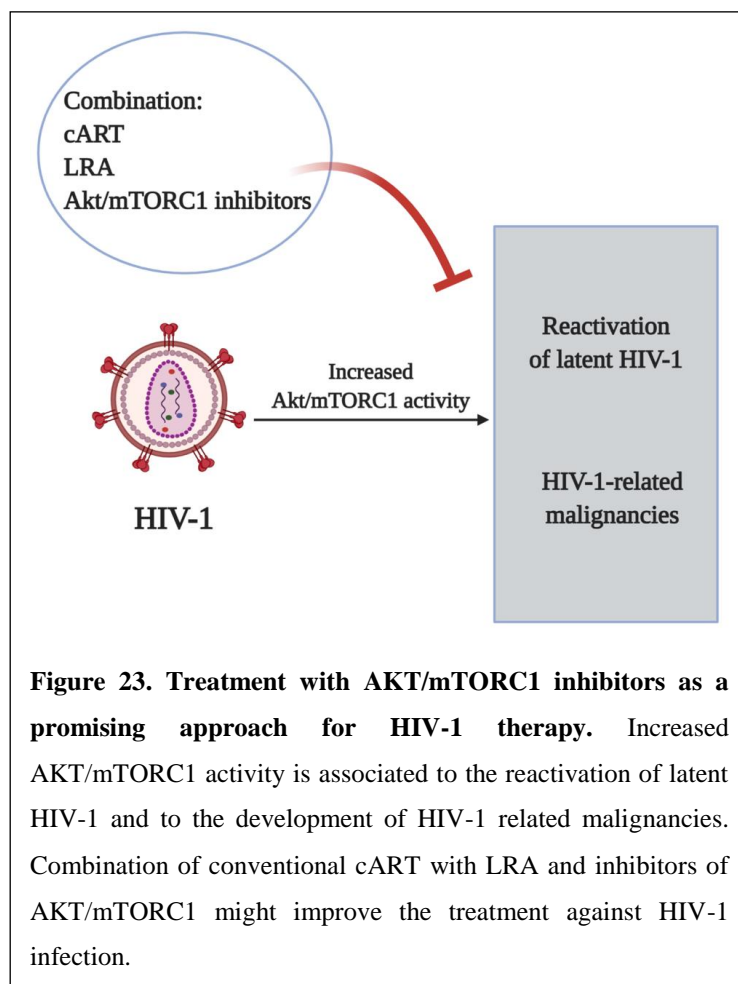 Combination:
cART
LRA
Akt/mTORC1 inhibitors
Reactivation
of latent HIV-1
Increased
Akt/mTORC1 activity
HIV-1-related
malignancies
HIV-1
Figure 23. Treatment with AKT/mTORC1 inhibitors as a
promising approach for HIV-1 therapy. Increased
AKT/mTORC1 activity is associated to the reactivation of latent
HIV-1 and to the development of HIV-1 related malignancies.
Combination of conventional cART with LRA and inhibitors of
AKT/mTORC1 might improve the treatment against HIV-1
infection.